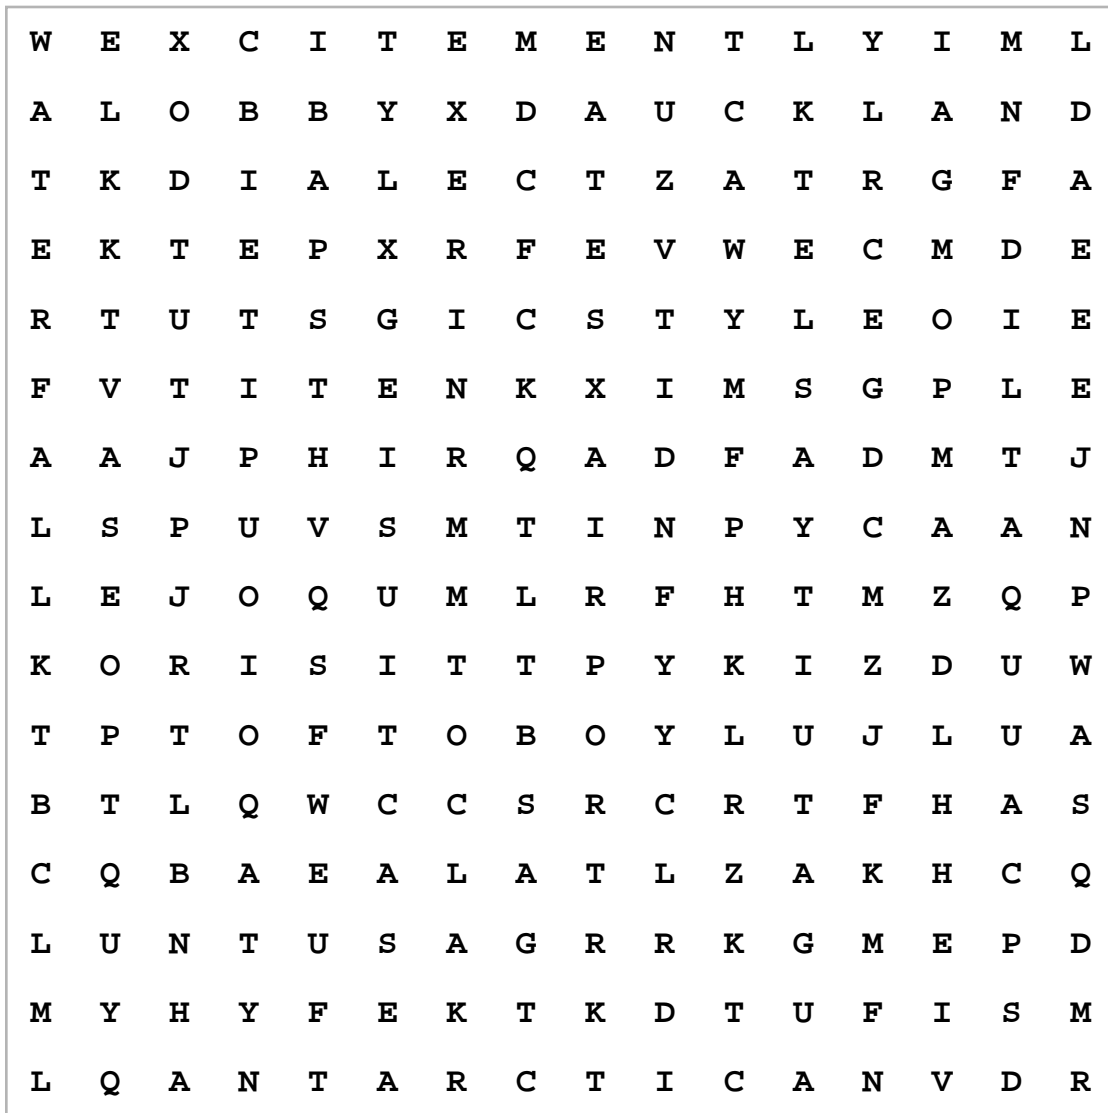 W E X C I T E M E N T L Y I M L
A L O B B Y X D A U C K L A N D
T K D I A L E C T Z A T R G F A
E K T E P X R F E V W E C M D E
R T U T S G I C S T Y L E O I E
F V T I T E N K X I M S G P L E
A A J P H I R Q A D F A D M T J
L S P U V S M T I N P Y C A A N
L E J O Q U M L R F H T M Z Q P
K O R I S I T T P Y K I Z D U W
T P T O F T O B O Y L U J L U A
B T L Q W C C S R C R T F H A S
C Q B A E A L A T L Z A K H C Q
L U N T U S A G R R K G M E P D
M Y H Y F E K T K D T U F I S M
L Q A N T A R C T I C A N V D R